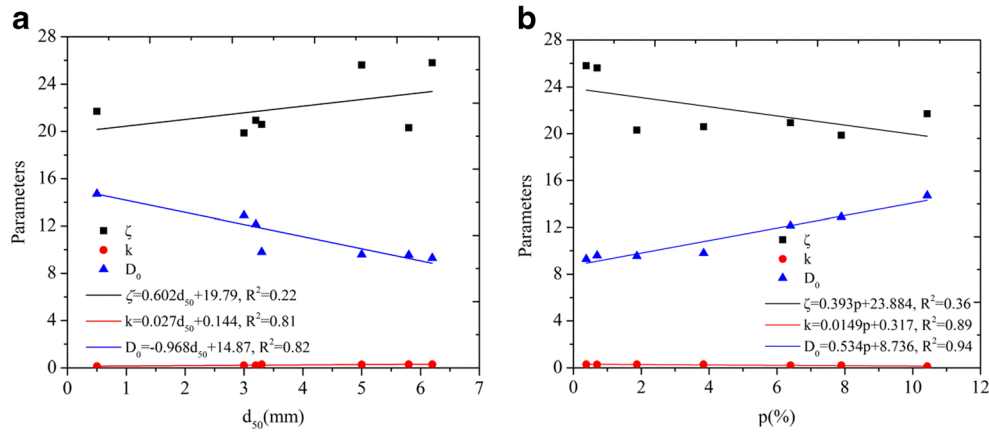 a
28
24
20
16
12
8
4
0
Parameters
ζ
k
D₀
ζ=0.602d₅₀+19.79, R²=0.22
k=0.027d₅₀+0.144, R²=0.81
D₀=-0.968d₅₀+14.87, R²=0.82
0 1 2 3 4 5 6 7
d₅₀(mm)
b
28
24
20
16
12
8
4
0
Parameters
ζ
k
D₀
ζ=0.393p+23.884, R²=0.36
k=0.0149p+0.317, R²=0.89
D₀=0.534p+8.736, R²=0.94
0 2 4 6 8 10 12
p(%)